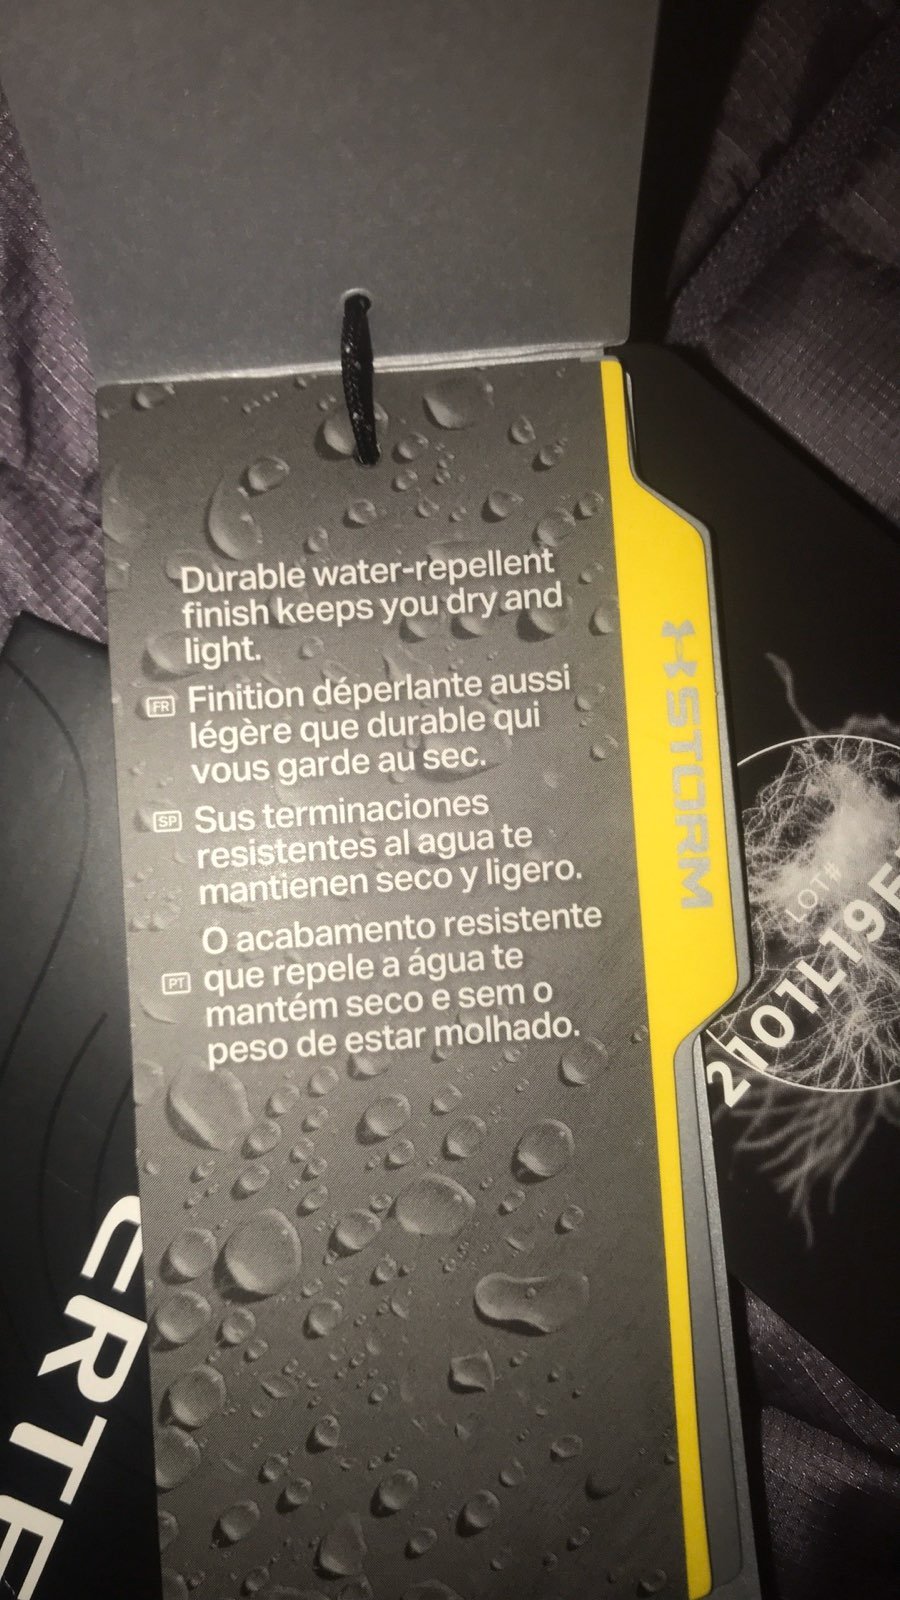 Durable water-repellent
finish keeps you dry and
light.
FR
Finition déperlante aussi
légère que durable qui
vous garde au sec.
SP
Sus terminaciones
resistentes al agua te
mantienen seco y ligero.
PT
O acabamento resistente
que repele a água te
mantém seco e sem o
peso de estar molhado.
STORM
LOT#
2101L19